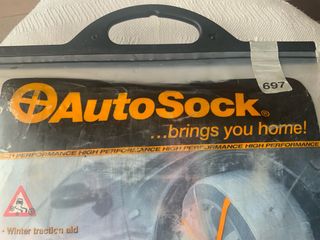 697
AutoSock®
...brings you home!
HIGH PERFORMANCE HIGH PERFORMANCE HIGH PERFORMANCE HIGH PERFORMANCE
- Winter traction aid